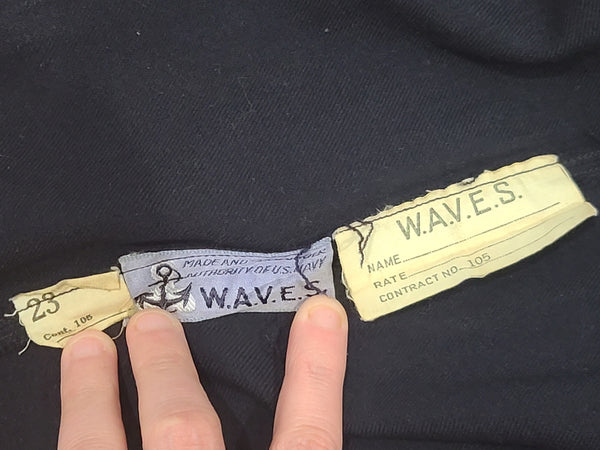 23
Cont. 105
MADE AND
AUTHORITY OF U.S. NAVY
W.A.V.E.S.
W.A.V.E.S.
NAME
RATE
CONTRACT NO- 105